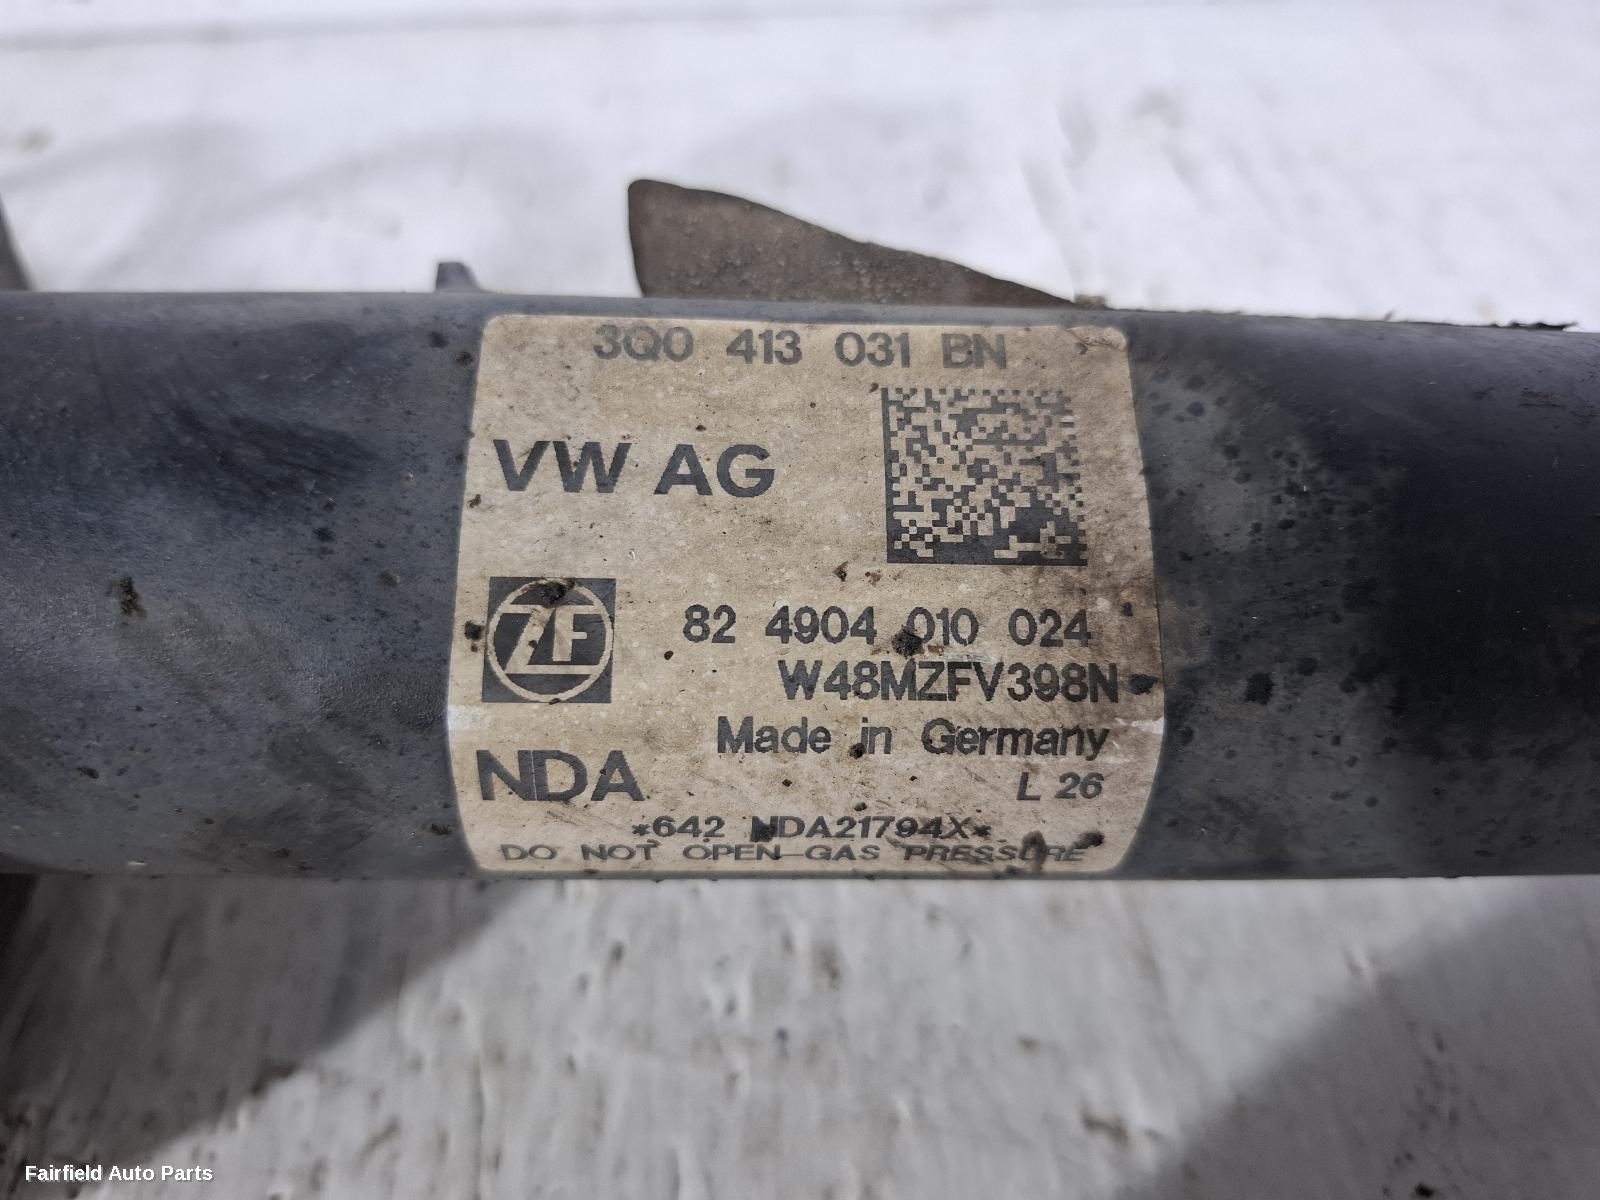 3Q0 413 031 BN
VW AG
ZF
82 4904 010 024
W48MZFV398N
Made in Germany
NDA
L 26
*642 NDA21794X*
DO NOT OPEN-GAS PRESSURE
Fairfield Auto Parts